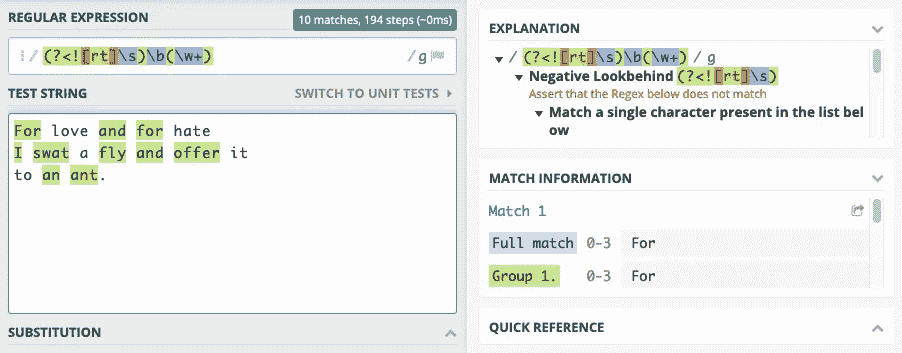 REGULAR EXPRESSION
10 matches, 194 steps (~0ms)
/ (?<![rt]\s)\b(\w+) / g
TEST STRING
SWITCH TO UNIT TESTS
For love and for hate
I swat a fly and offer it
to an ant.
SUBSTITUTION
EXPLANATION
/ (?<![rt]\s)\b(\w+) / g
Negative Lookbehind (?<![rt]\s)
Assert that the Regex below does not match
Match a single character present in the list bel
ow
MATCH INFORMATION
Match 1
Full match 0-3 For
Group 1. 0-3 For
QUICK REFERENCE